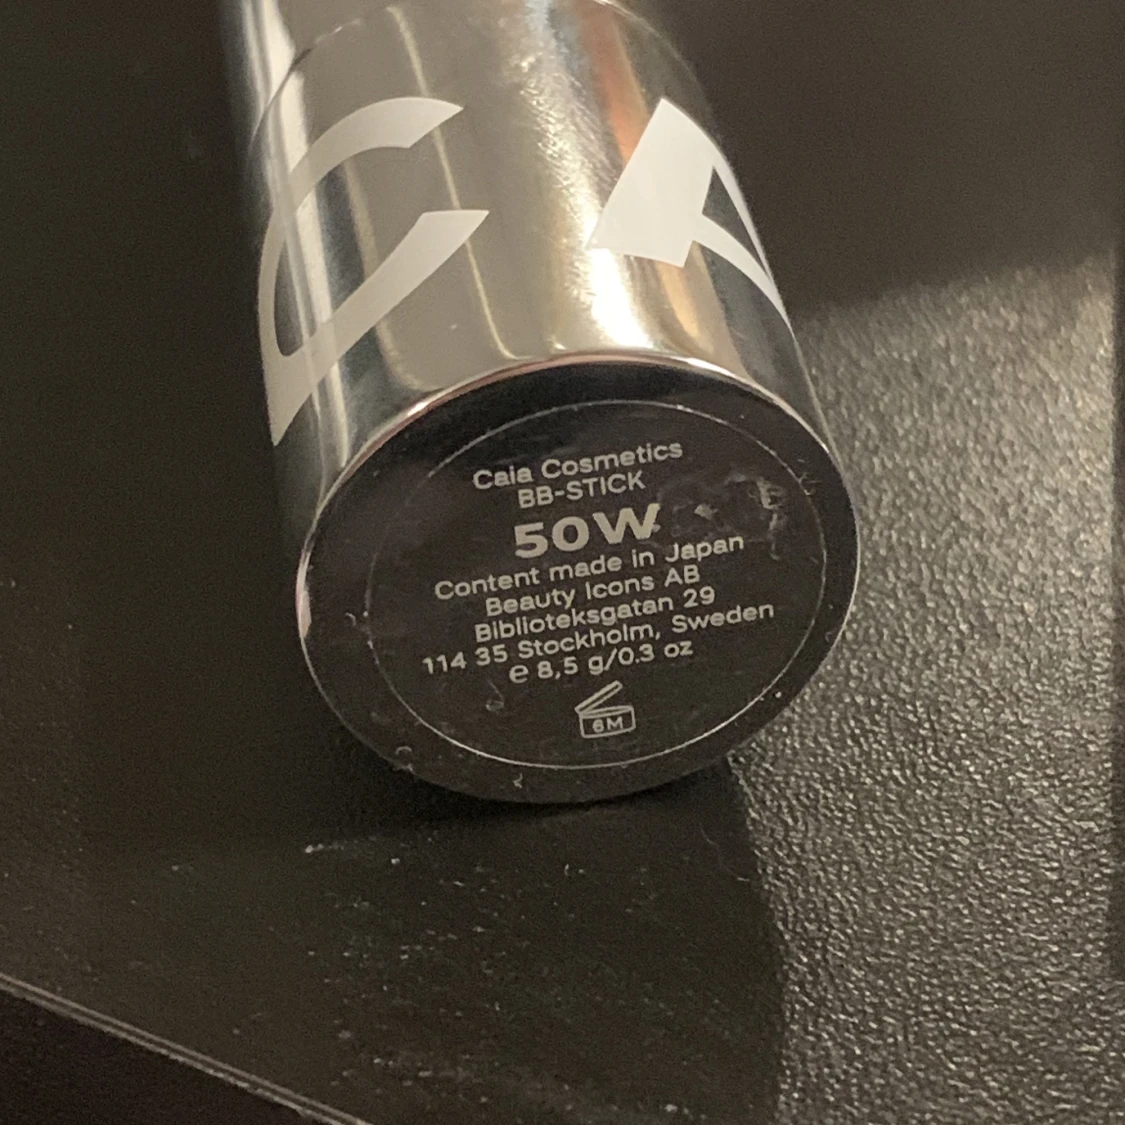 CA
Caia Cosmetics
BB-STICK
50W
Content made in Japan
Beauty Icons AB
Biblioteksgatan 29
114 35 Stockholm, Sweden
e 8,5 g/0.3 oz
6M